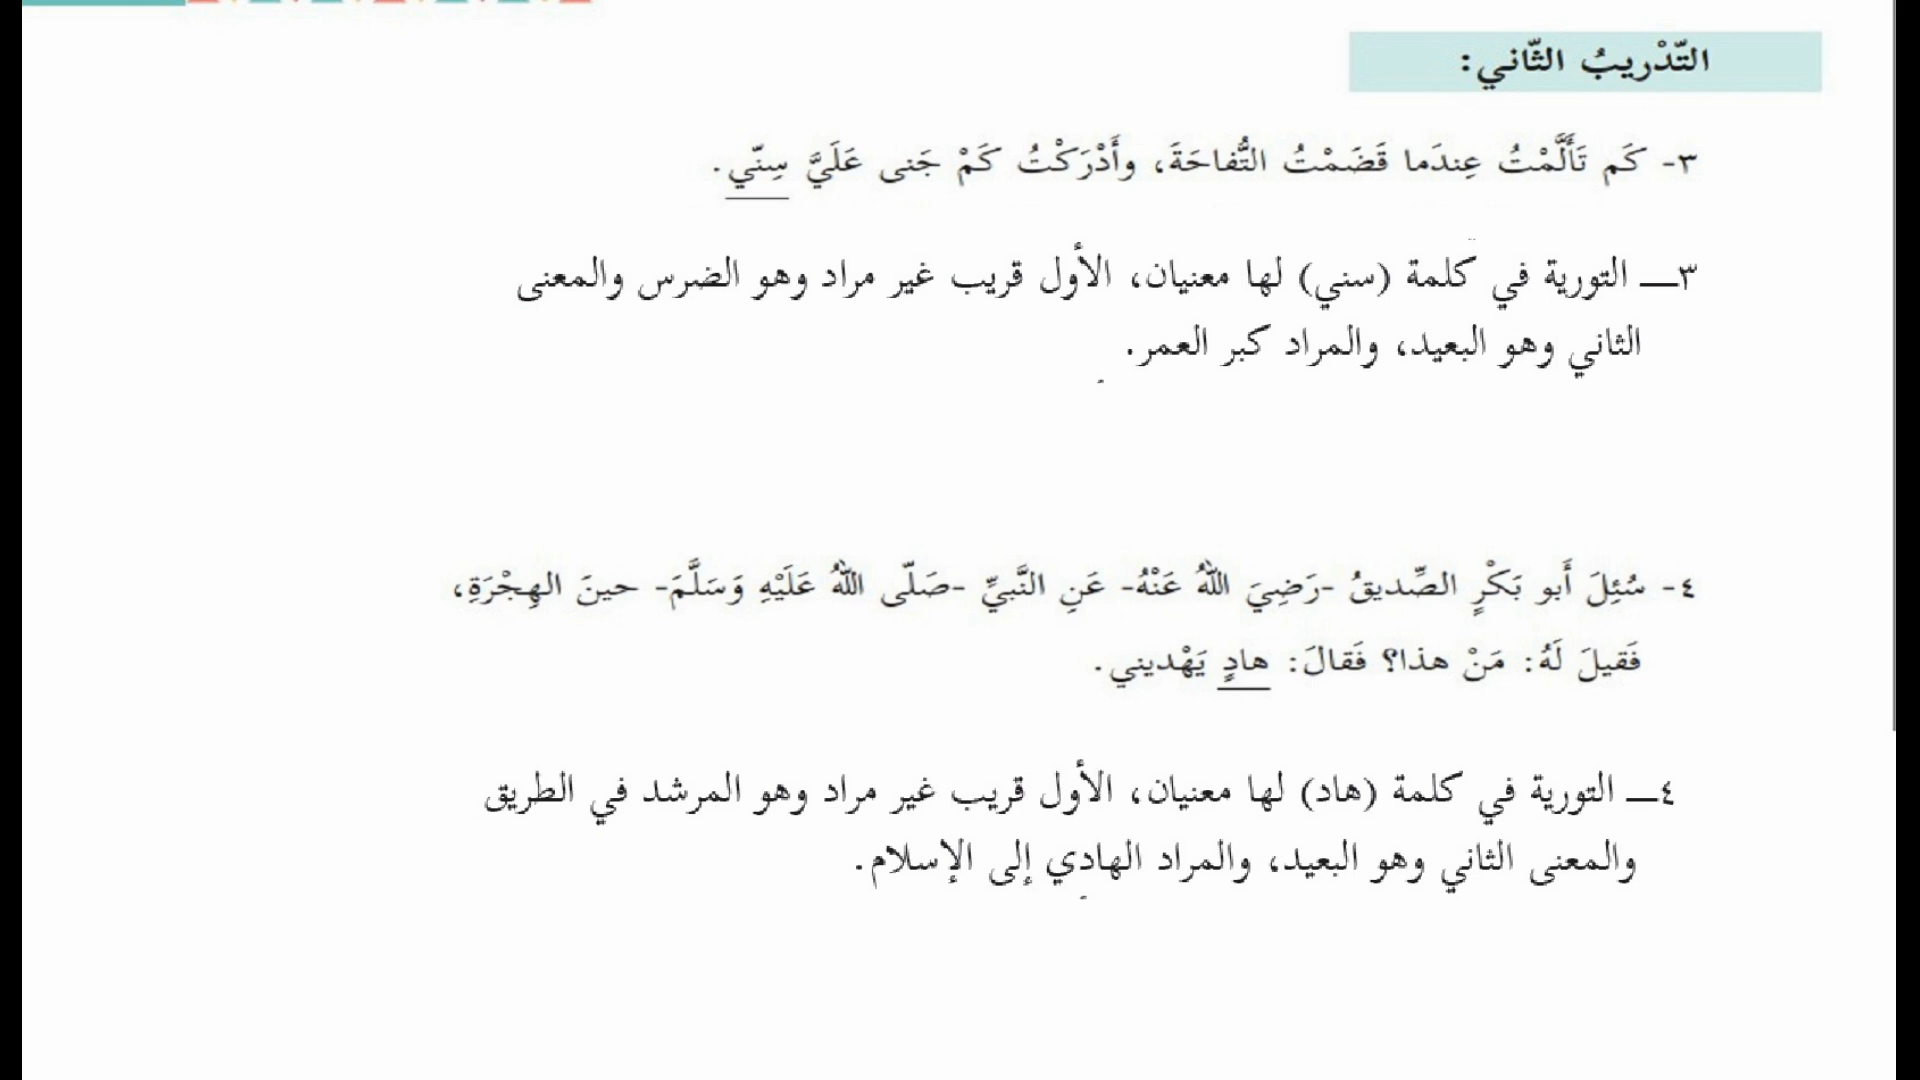 التّدْريبُ الثّاني:
٣- كَم تَأَلَّمْتُ عِندَما قَضَمْتُ التُّفاحَةَ، وأَدْرَكْتُ كَمْ جَنى عَلَيَّ سِنّي.
٣ـــ التورية في كلمة (سني) لها معنيان، الأول قريب غير مراد وهو الضرس والمعنى
الثاني وهو البعيد، والمراد كبر العمر.
٤- سُئِلَ أَبو بَكْرٍ الصِّديقُ -رَضِيَ اللّٰهُ عَنْهُ- عَنِ النَّبيِّ -صَلّى اللّٰهُ عَلَيْهِ وَسَلَّمَ- حينَ الهِجْرَةِ،
فَقيلَ لَهُ: مَنْ هذا؟ فَقالَ: هادٍ يَهْديني.
٤ـــ التورية في كلمة (هاد) لها معنيان، الأول قريب غير مراد وهو المرشد في الطريق
والمعنى الثاني وهو البعيد، والمراد الهادي إلى الإسلام.